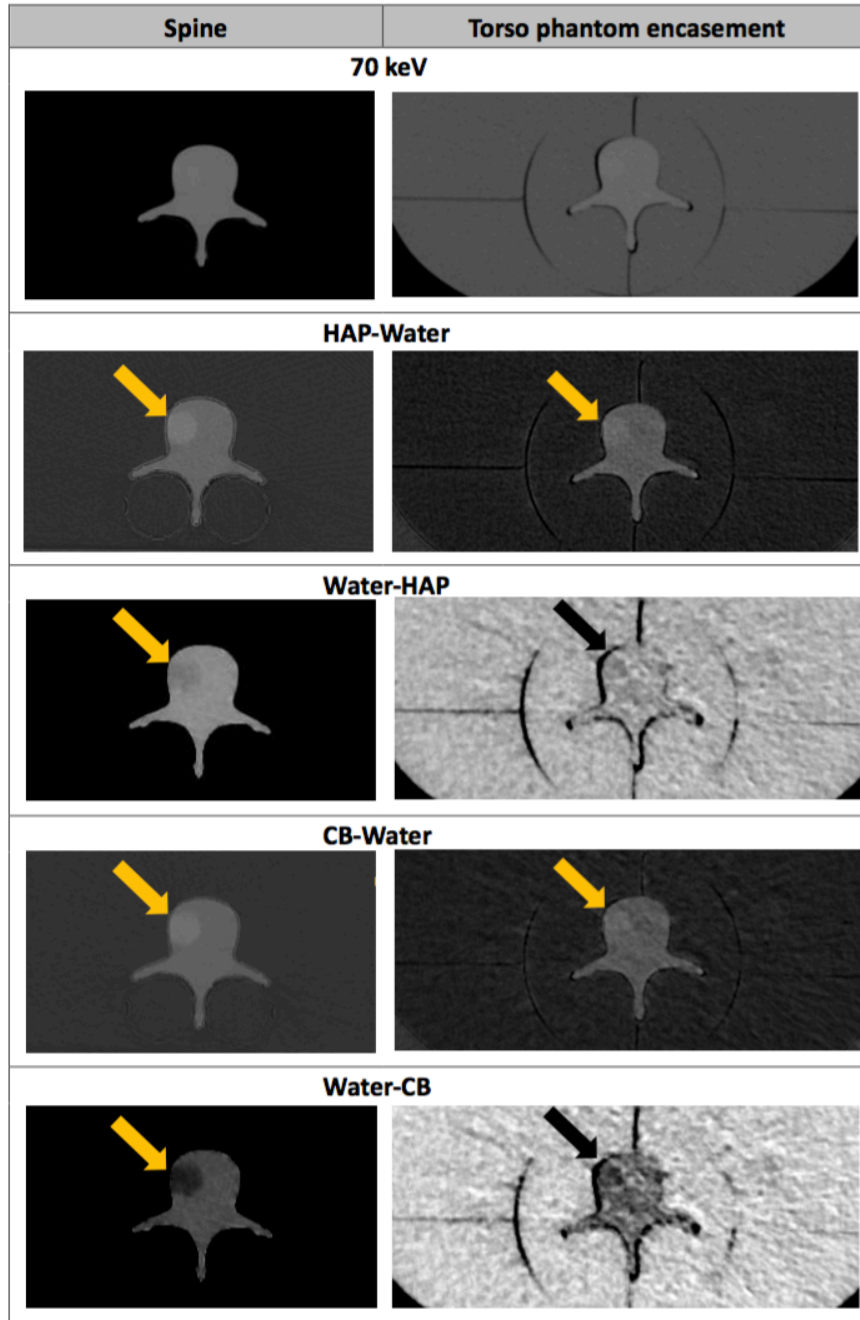 Spine
Torso phantom encasement
70 keV
HAP-Water
Water-HAP
CB-Water
Water-CB